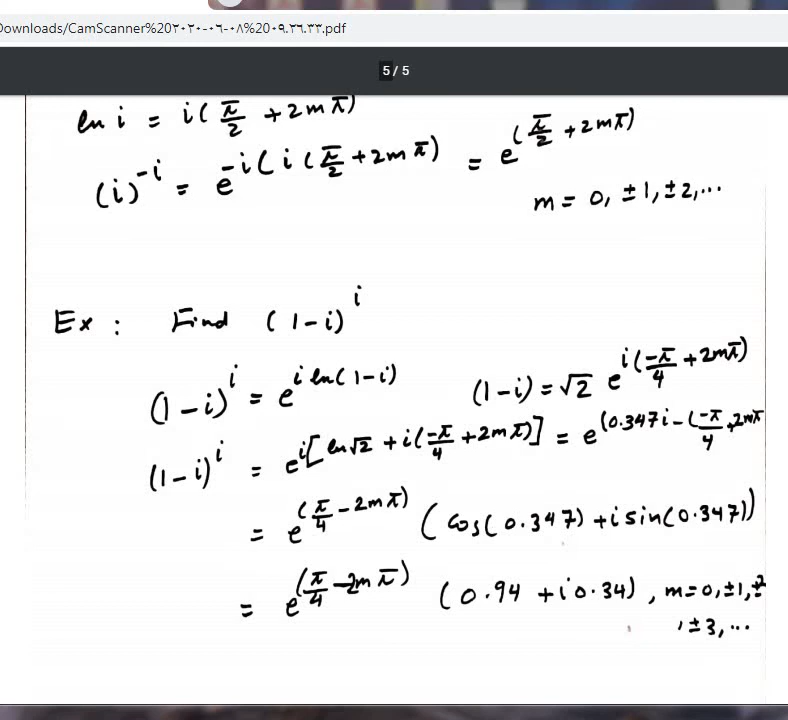 Downloads/CamScanner%20٢٠٢٠-٠٦-٠٨%20٠٩.٢٦.٣٣.pdf
5 / 5
ln i = i(π/2 + 2mπ)
(i)^-i = e^-i(i(π/2 + 2mπ) = e^(π/2 + 2mπ)
m = 0, ±1, ±2, ...
Ex : Find (1-i)^i
(1-i)^i = e^i ln(1-i) (1-i) = √2 e^i(-π/4 + 2mπ)
(1-i)^i = e^i[ln√2 + i(-π/4 + 2mπ)] = e^(0.347i - (-π/4 + 2mπ
= e^(π/4 - 2mπ) (cos(0.347) + i sin(0.347))
= e^(π/4 - 2mπ) (0.94 + i 0.34), m = 0, ±1, ±2
, ±3, ...